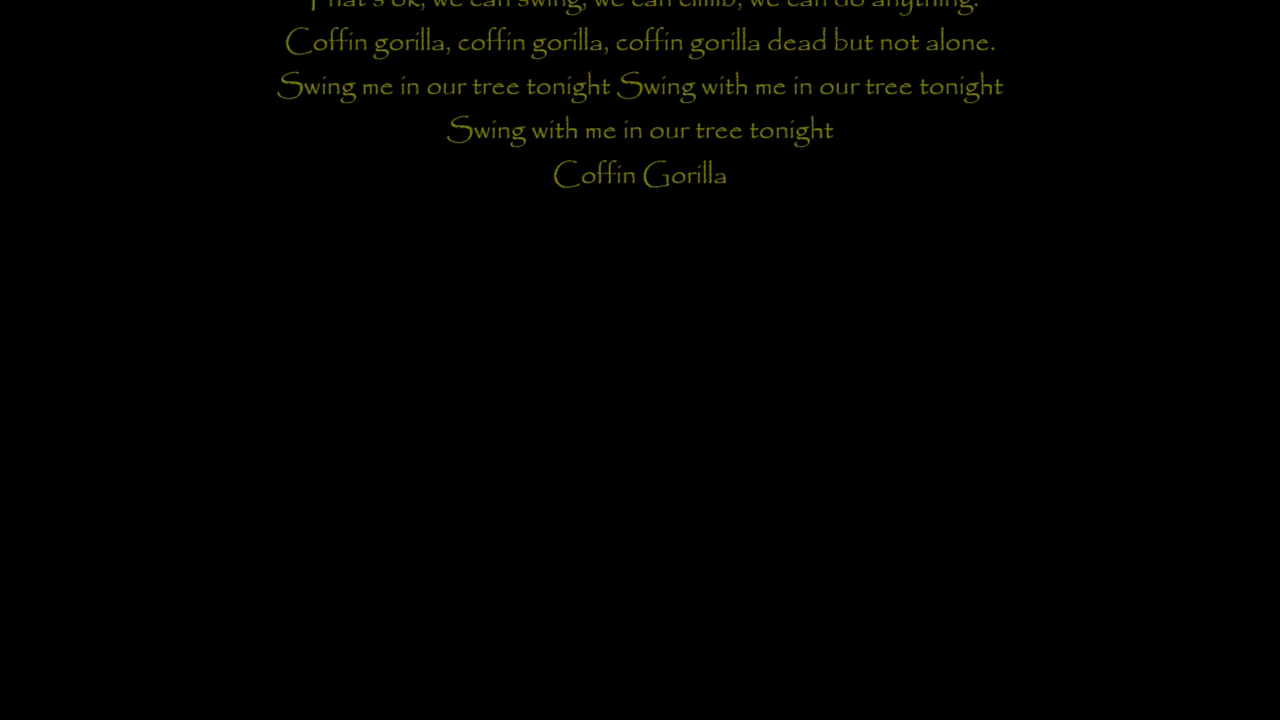 That's ok, we can swing, we can climb, we can do anything.
Coffin gorilla, coffin gorilla, coffin gorilla dead but not alone.
Swing me in our tree tonight Swing with me in our tree tonight
Swing with me in our tree tonight
Coffin Gorilla